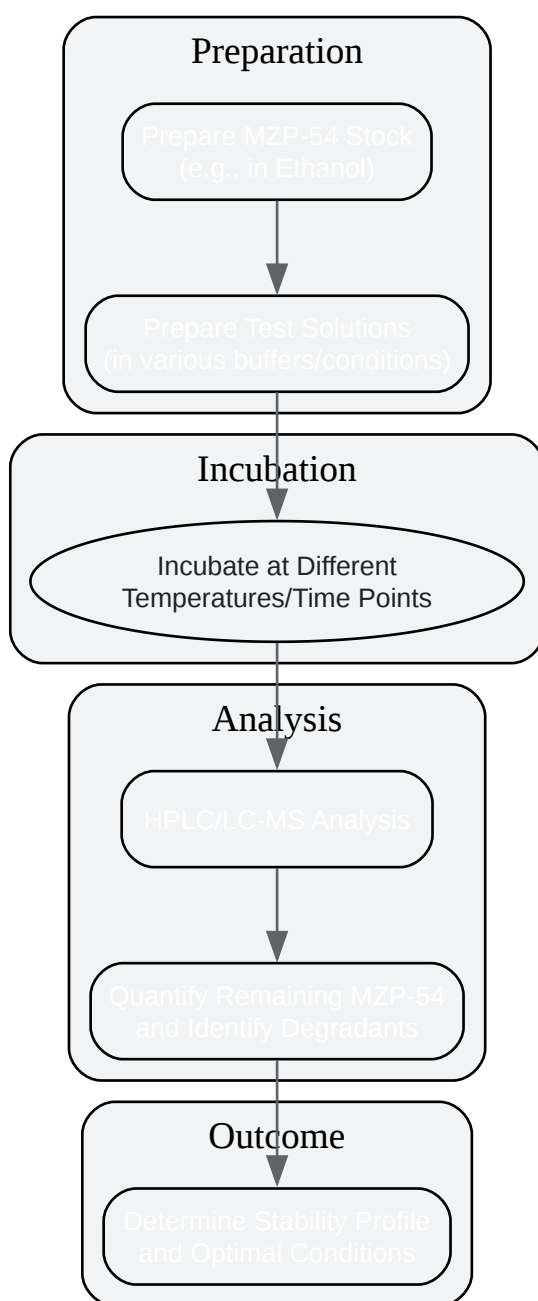 Preparation
Prepare MZP-54 Stock
(e.g., in Ethanol)
Prepare Test Solutions
(in various buffers/conditions)
Incubation
Incubate at Different
Temperatures/Time Points
Analysis
HPLC/LC-MS Analysis
Quantify Remaining MZP-54
and Identify Degradants
Outcome
Determine Stability Profile
and Optimal Conditions